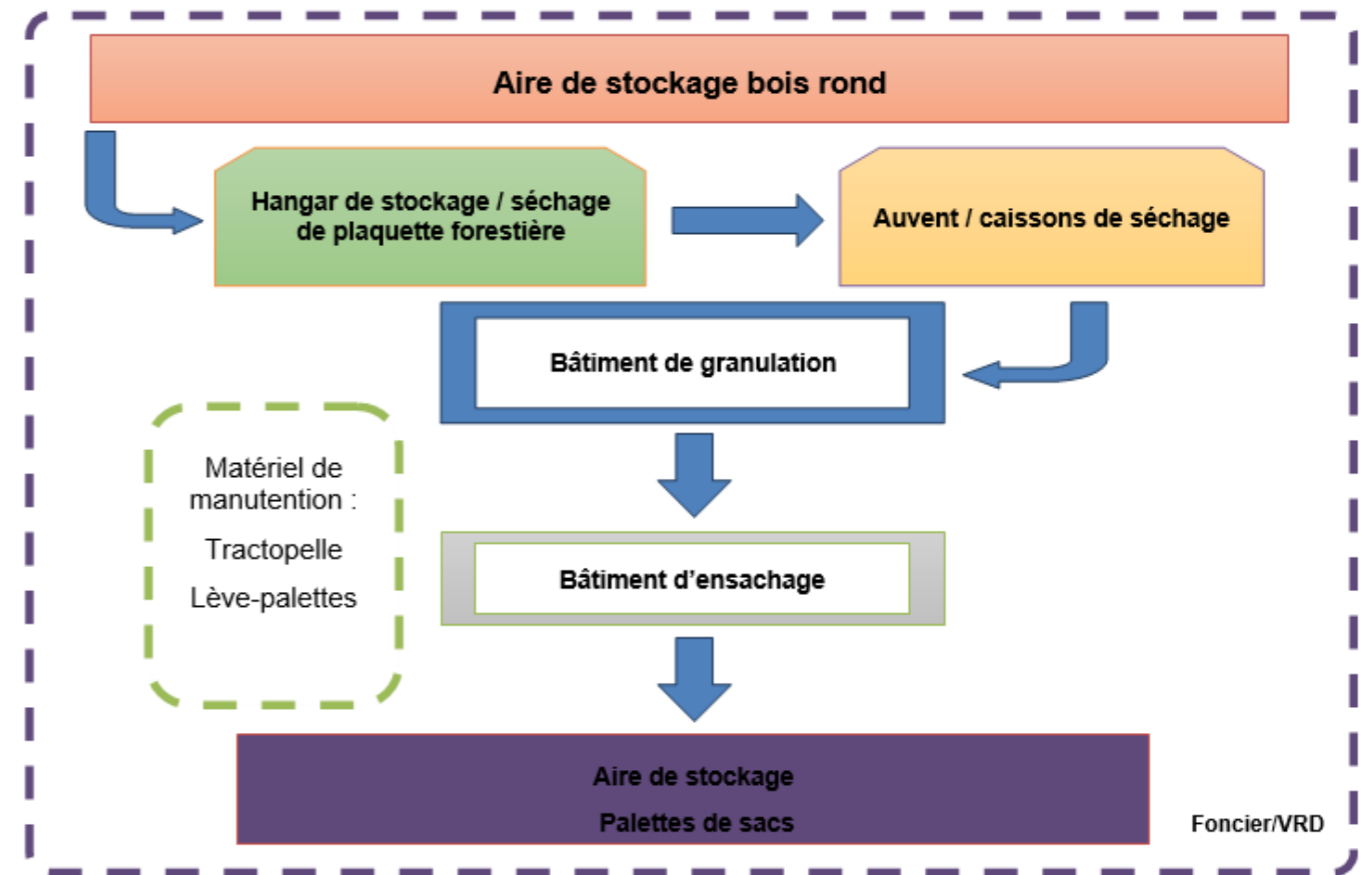 Aire de stockage bois rond
Hangar de stockage / séchage
de plaquette forestière
Auvent / caissons de séchage
Bâtiment de granulation
Matériel de
manutention :
Tractopelle
Lève-palettes
Bâtiment d'ensachage
Aire de stockage
Palettes de sacs
Foncier/VRD